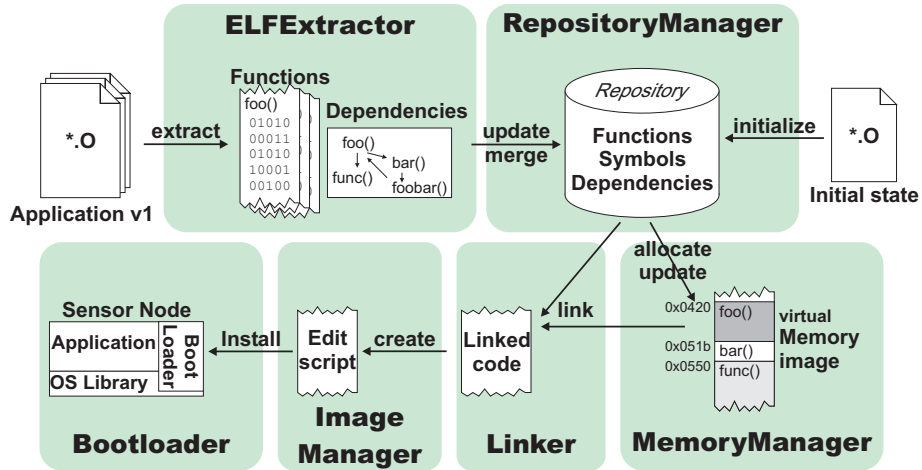 ELFExtractor
RepositoryManager
Functions
foo()
01010
00011
01010
10001
00100
Dependencies
foo()
bar()
func()
foobar()
*.O
extract
Application v1
update
merge
Repository
Functions
Symbols
Dependencies
initialize
*.O
Initial state
allocate
update
Sensor Node
Application
OS Library
Boot
Loader
Install
Edit
script
create
Linked
code
link
0x0420
foo()
0x051b
bar()
0x0550
func()
virtual
Memory
image
Bootloader
Image
Manager
Linker
MemoryManager